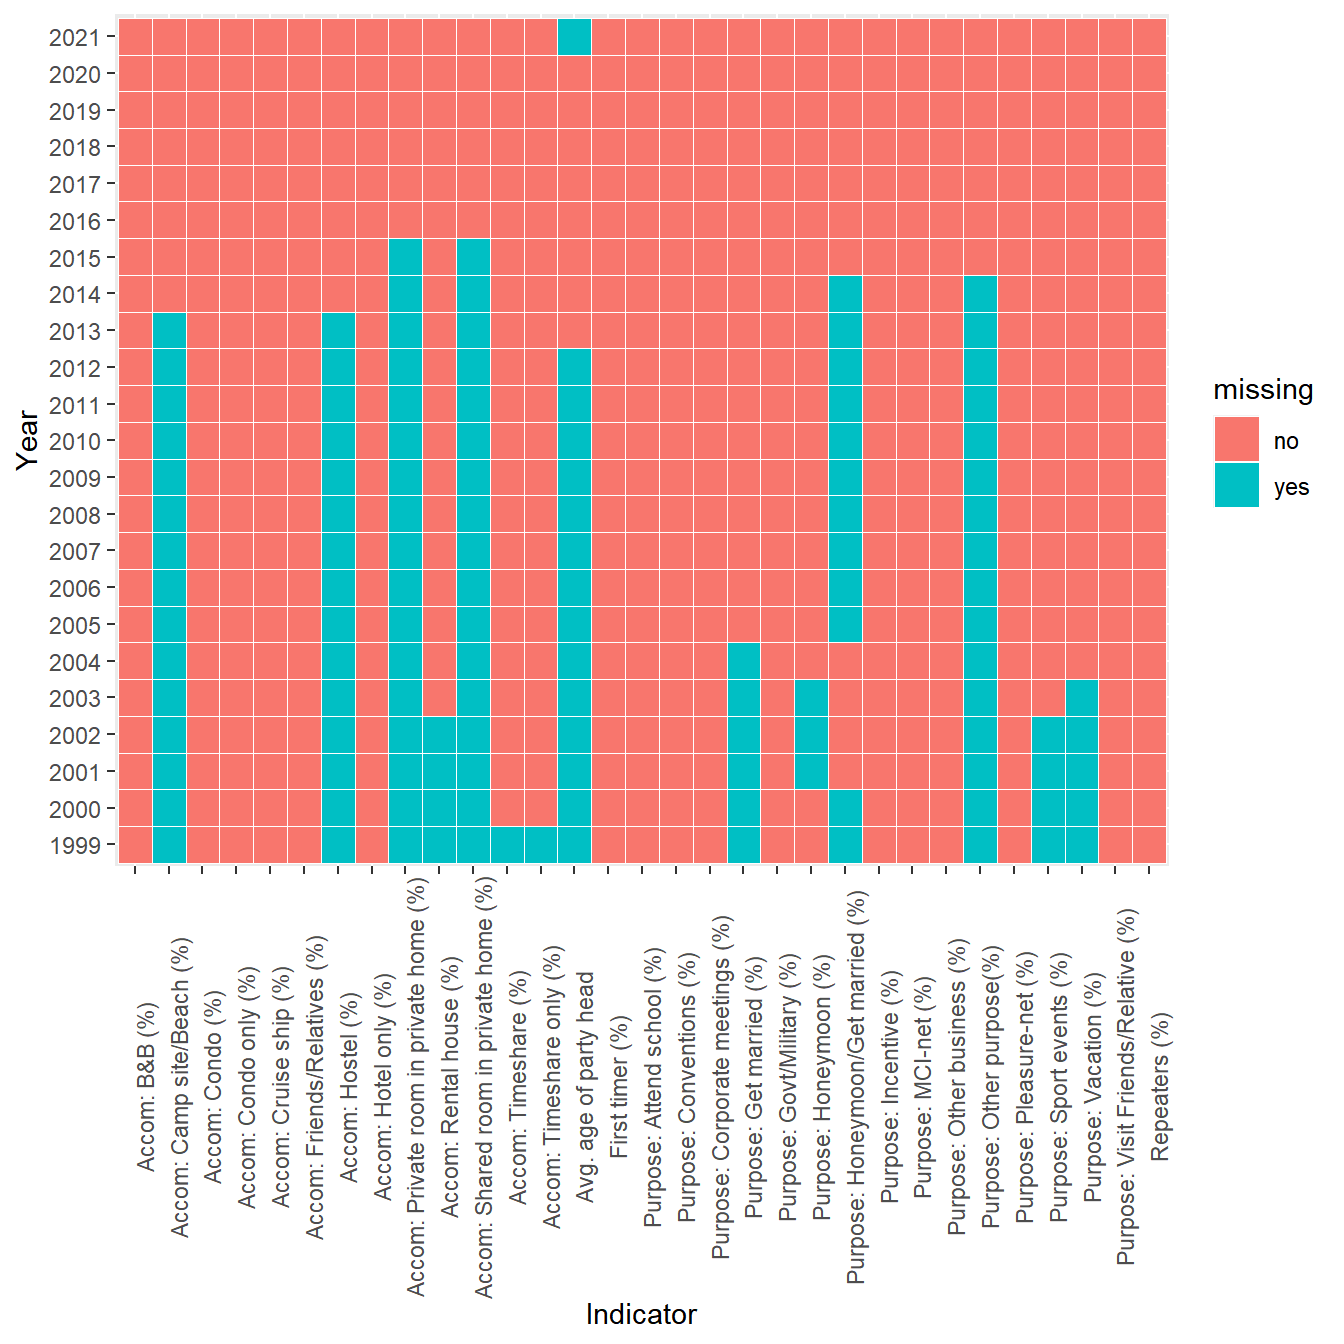 2021
2020
2019
2018
2017
2016
2015
2014
2013
2012
2011
2010
2009
2008
2007
2006
2005
2004
2003
2002
2001
2000
1999
Year
missing
no
yes
Accom: B&B (%)
Accom: Camp site/Beach (%)
Accom: Condo (%)
Accom: Condo only (%)
Accom: Cruise ship (%)
Accom: Friends/Relatives (%)
Accom: Hostel (%)
Accom: Hotel only (%)
Accom: Private room in private home (%)
Accom: Rental house (%)
Accom: Shared room in private home (%)
Accom: Timeshare (%)
Accom: Timeshare only (%)
Avg. age of party head
First timer (%)
Purpose: Attend school (%)
Purpose: Conventions (%)
Purpose: Corporate meetings (%)
Purpose: Get married (%)
Purpose: Govt/Military (%)
Purpose: Honeymoon (%)
Purpose: Honeymoon/Get married (%)
Purpose: Incentive (%)
Purpose: MCI-net (%)
Purpose: Other business (%)
Purpose: Other purpose(%)
Purpose: Pleasure-net (%)
Purpose: Sport events (%)
Purpose: Vacation (%)
Purpose: Visit Friends/Relative (%)
Repeaters (%)
Indicator